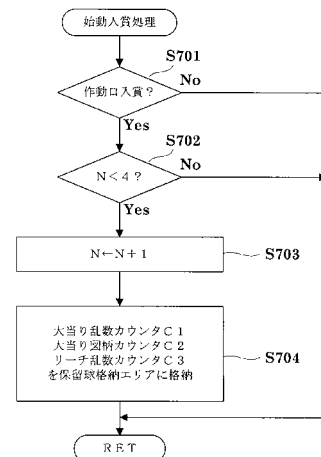 始動入賞処理
S701
作動口入賞?
No
Yes
S702
N<4?
No
Yes
N←N+1
S703
大当り乱数カウンタC1
大当り図柄カウンタC2
リーチ乱数カウンタC3
を保留球格納エリアに格納
S704
RET